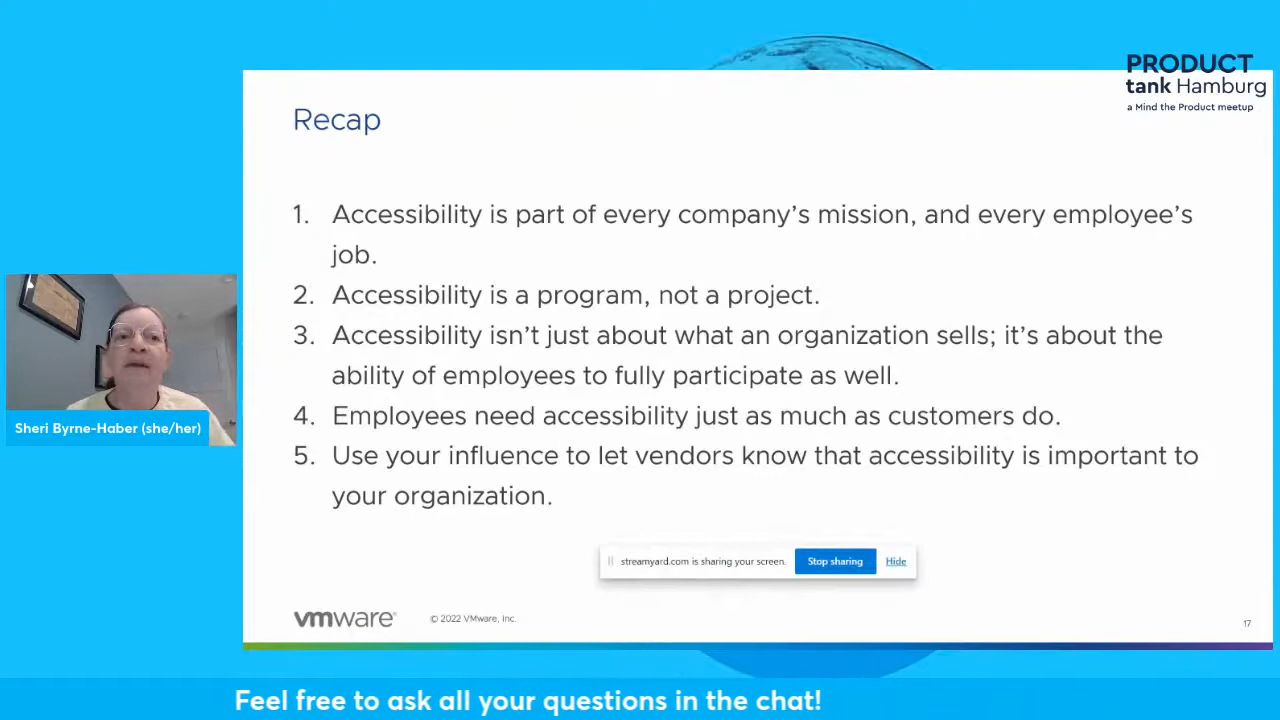 PRODUCT
tank Hamburg
a Mind the Product meetup
Recap
1. Accessibility is part of every company’s mission, and every employee’s
job.
2. Accessibility is a program, not a project.
3. Accessibility isn’t just about what an organization sells; it’s about the
ability of employees to fully participate as well.
4. Employees need accessibility just as much as customers do.
5. Use your influence to let vendors know that accessibility is important to
your organization.
Sheri Byrne-Haber (she/her)
streamyard.com is sharing your screen. Stop sharing Hide
vmware® © 2022 VMware, Inc. 17
Feel free to ask all your questions in the chat!